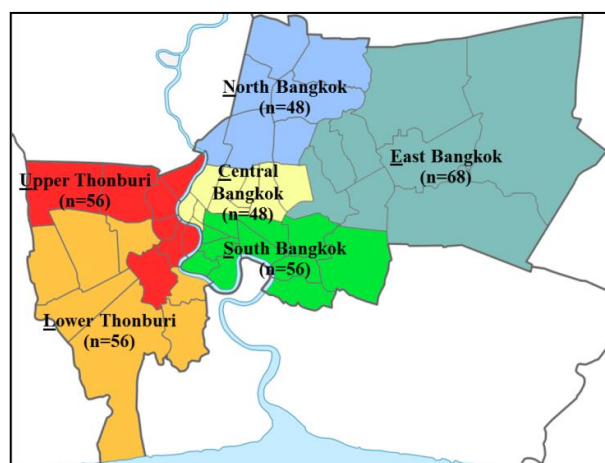 North Bangkok
(n=48)
East Bangkok
(n=68)
Upper Thonburi
(n=56)
Central
Bangkok
(n=48)
South Bangkok
(n=56)
Lower Thonburi
(n=56)